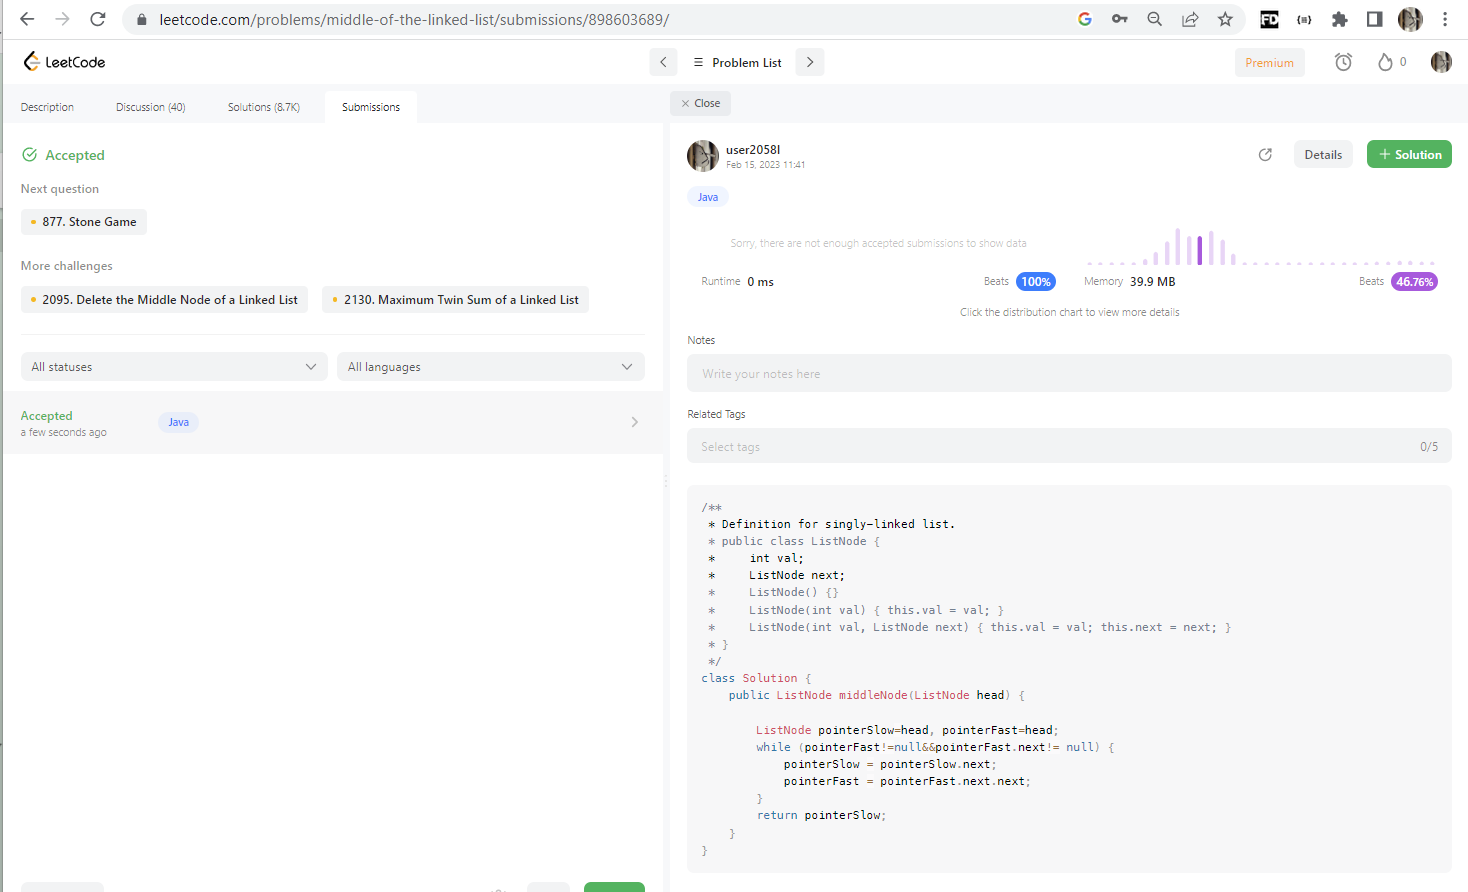 leetcode.com/problems/middle-of-the-linked-list/submissions/898603689/
LeetCode
Problem List
Premium
0
Description
Discussion (40)
Solutions (8.7K)
Submissions
Accepted
Next question
877. Stone Game
More challenges
2095. Delete the Middle Node of a Linked List
2130. Maximum Twin Sum of a Linked List
All statuses
All languages
Accepted
Java
a few seconds ago
Close
user2058I
Feb 15, 2023 11:41
Details
+ Solution
Java
Sorry, there are not enough accepted submissions to show data
Runtime 0 ms
Beats 100%
Memory 39.9 MB
Beats 46.76%
Click the distribution chart to view more details
Notes
Write your notes here
Related Tags
Select tags
0/5
/**
 * Definition for singly-linked list.
 * public class ListNode {
 *     int val;
 *     ListNode next;
 *     ListNode() {}
 *     ListNode(int val) { this.val = val; }
 *     ListNode(int val, ListNode next) { this.val = val; this.next = next; }
 * }
 */
class Solution {
    public ListNode middleNode(ListNode head) {
        ListNode pointerSlow=head, pointerFast=head;
        while (pointerFast!=null&&pointerFast.next!= null) {
            pointerSlow = pointerSlow.next;
            pointerFast = pointerFast.next.next;
        }
        return pointerSlow;
    }
}